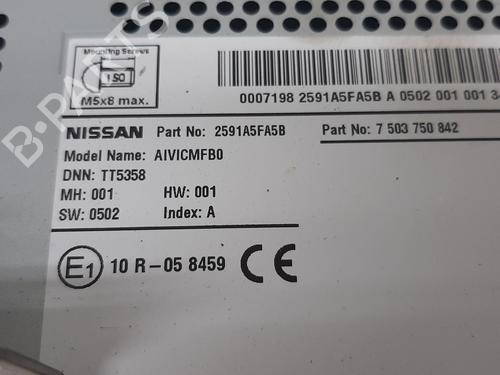 Mounting Screws
ISO
M5x8 max.
0007198 2591A5FA5B A 0502 001 001 3
NISSAN Part No: 2591A5FA5B
Part No: 7 503 750 842
Model Name: AIVICMFB0
DNN: TT5358
MH: 001 HW: 001
SW: 0502 Index: A
E1 10 R-05 8459 CE
B-PARTS